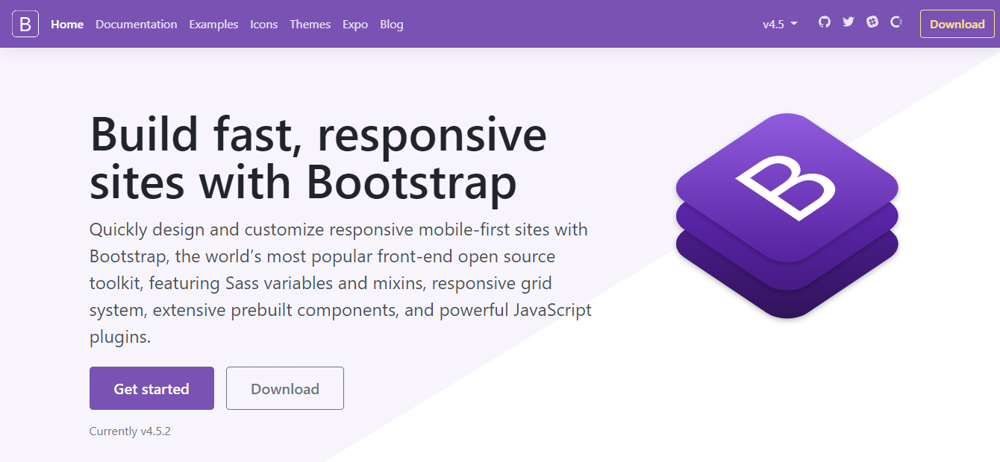 B Home Documentation Examples Icons Themes Expo Blog v4.5 Download
Build fast, responsive
sites with Bootstrap
B
Quickly design and customize responsive mobile-first sites with
Bootstrap, the world’s most popular front-end open source
toolkit, featuring Sass variables and mixins, responsive grid
system, extensive prebuilt components, and powerful JavaScript
plugins.
Get started Download
Currently v4.5.2